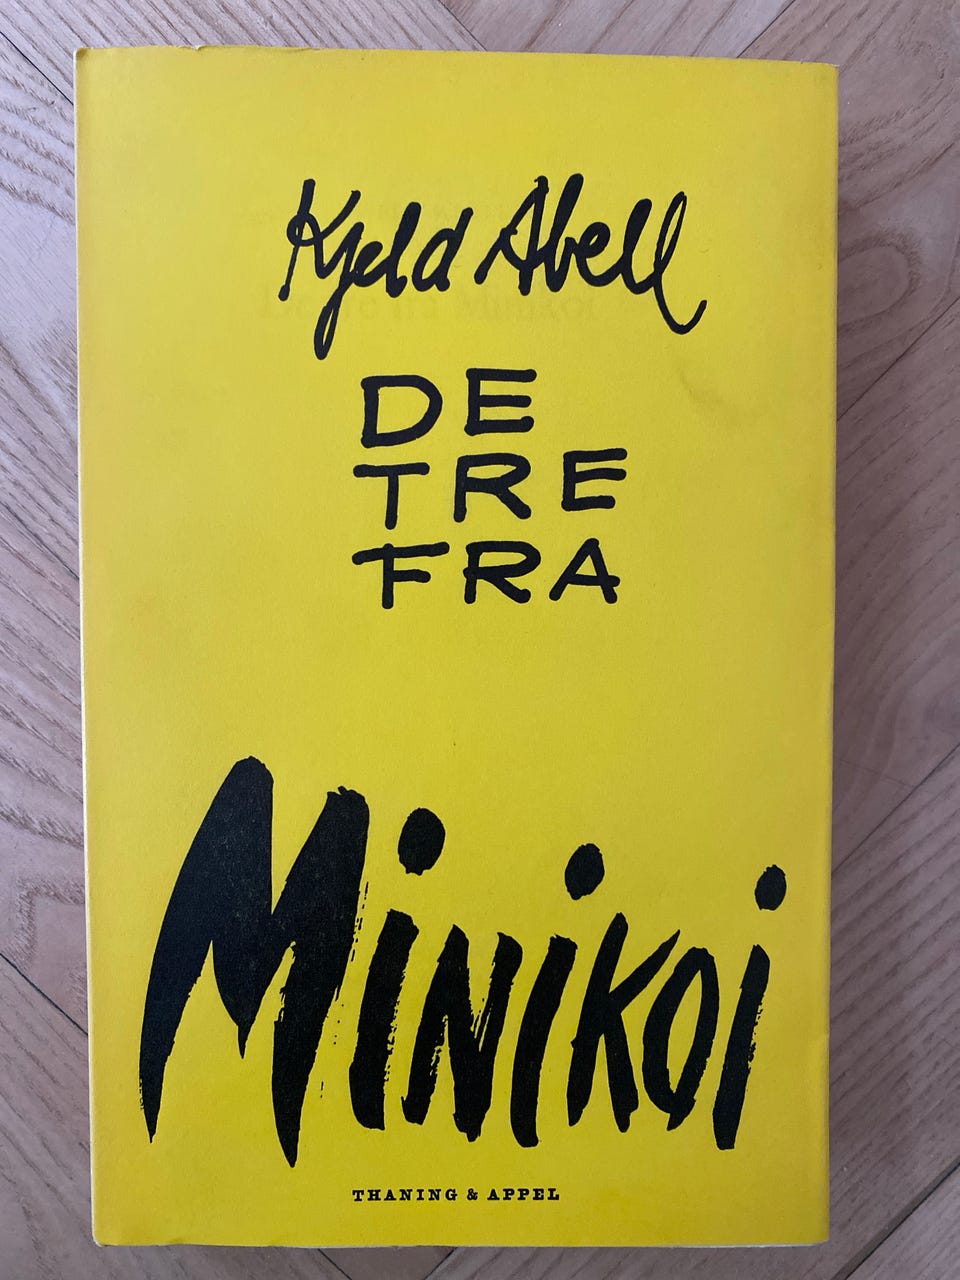 Kjeld Abell
DE
TRE
FRA
Minikoi
THANING & APPEL